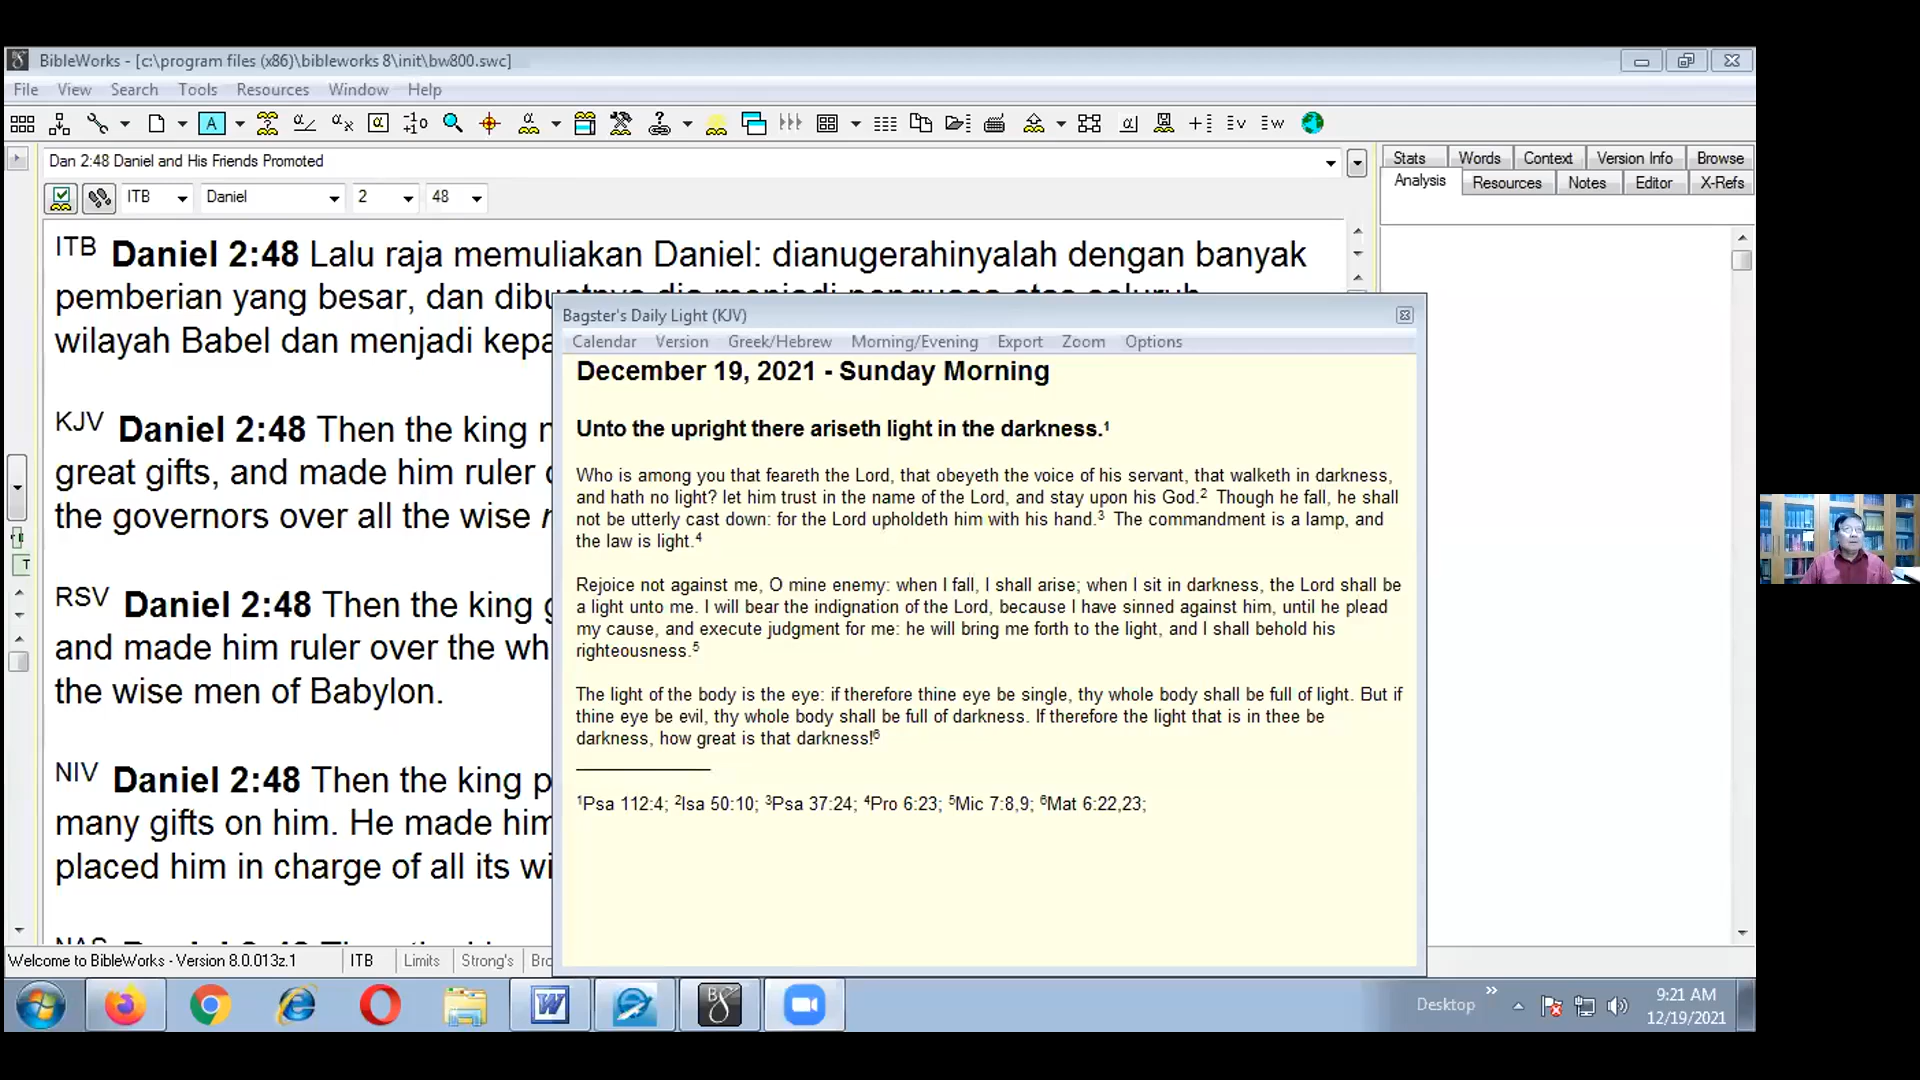 BibleWorks - [c:\program files (x86)\bibleworks 8\init\bw800.swc]
File View Search Tools Resources Window Help
Dan 2:48 Daniel and His Friends Promoted
ITB Daniel 2 48
Stats Words Context Version Info Browse
Analysis Resources Notes Editor X-Refs
ITB Daniel 2:48 Lalu raja memuliakan Daniel: dianugerahinyalah dengan banyak
pemberian yang besar, dan
wilayah Babel dan menjadi
KJV Daniel 2:48 Then the king
great gifts, and made him ruler
the governors over all the wise
RSV Daniel 2:48 Then the king
and made him ruler over the
the wise men of Babylon.
NIV Daniel 2:48 Then the king
many gifts on him. He made him
placed him in charge of all its
Bagster's Daily Light (KJV)
Calendar Version Greek/Hebrew Morning/Evening Export Zoom Options
December 19, 2021 - Sunday Morning
Unto the upright there ariseth light in the darkness.¹
Who is among you that feareth the Lord, that obeyeth the voice of his servant, that walketh in darkness,
and hath no light? let him trust in the name of the Lord, and stay upon his God.² Though he fall, he shall
not be utterly cast down: for the Lord upholdeth him with his hand.³ The commandment is a lamp, and
the law is light.⁴
Rejoice not against me, O mine enemy: when I fall, I shall arise; when I sit in darkness, the Lord shall be
a light unto me. I will bear the indignation of the Lord, because I have sinned against him, until he plead
my cause, and execute judgment for me: he will bring me forth to the light, and I shall behold his
righteousness.⁵
The light of the body is the eye: if therefore thine eye be single, thy whole body shall be full of light. But if
thine eye be evil, thy whole body shall be full of darkness. If therefore the light that is in thee be
darkness, how great is that darkness!⁶
¹Psa 112:4; ²Isa 50:10; ³Psa 37:24; ⁴Pro 6:23; ⁵Mic 7:8,9; ⁶Mat 6:22,23;
Welcome to BibleWorks - Version 8.0.013z.1 ITB Limits Strong's
Desktop
9:21 AM
12/19/2021